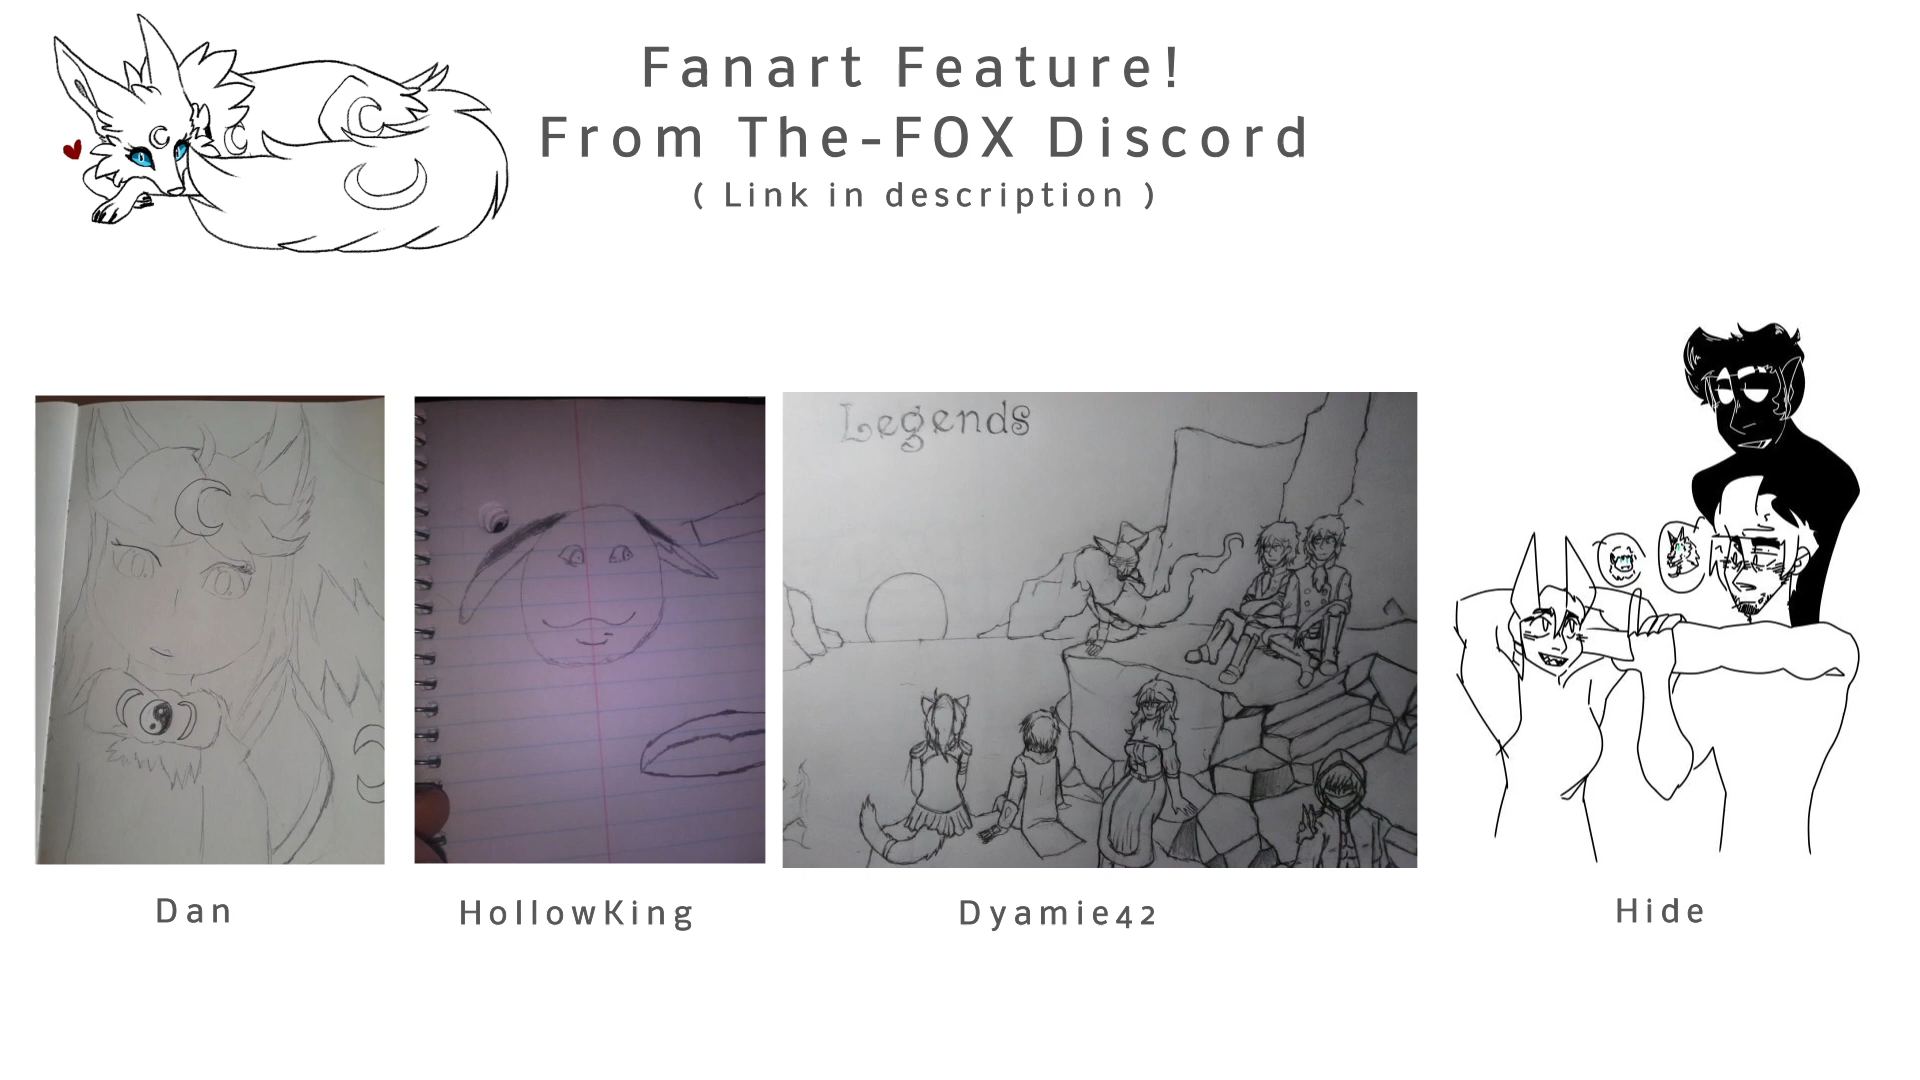 Fanart Feature!
From The-FOX Discord
( Link in description )
Legends
Dan
HollowKing
Dyamie42
Hide